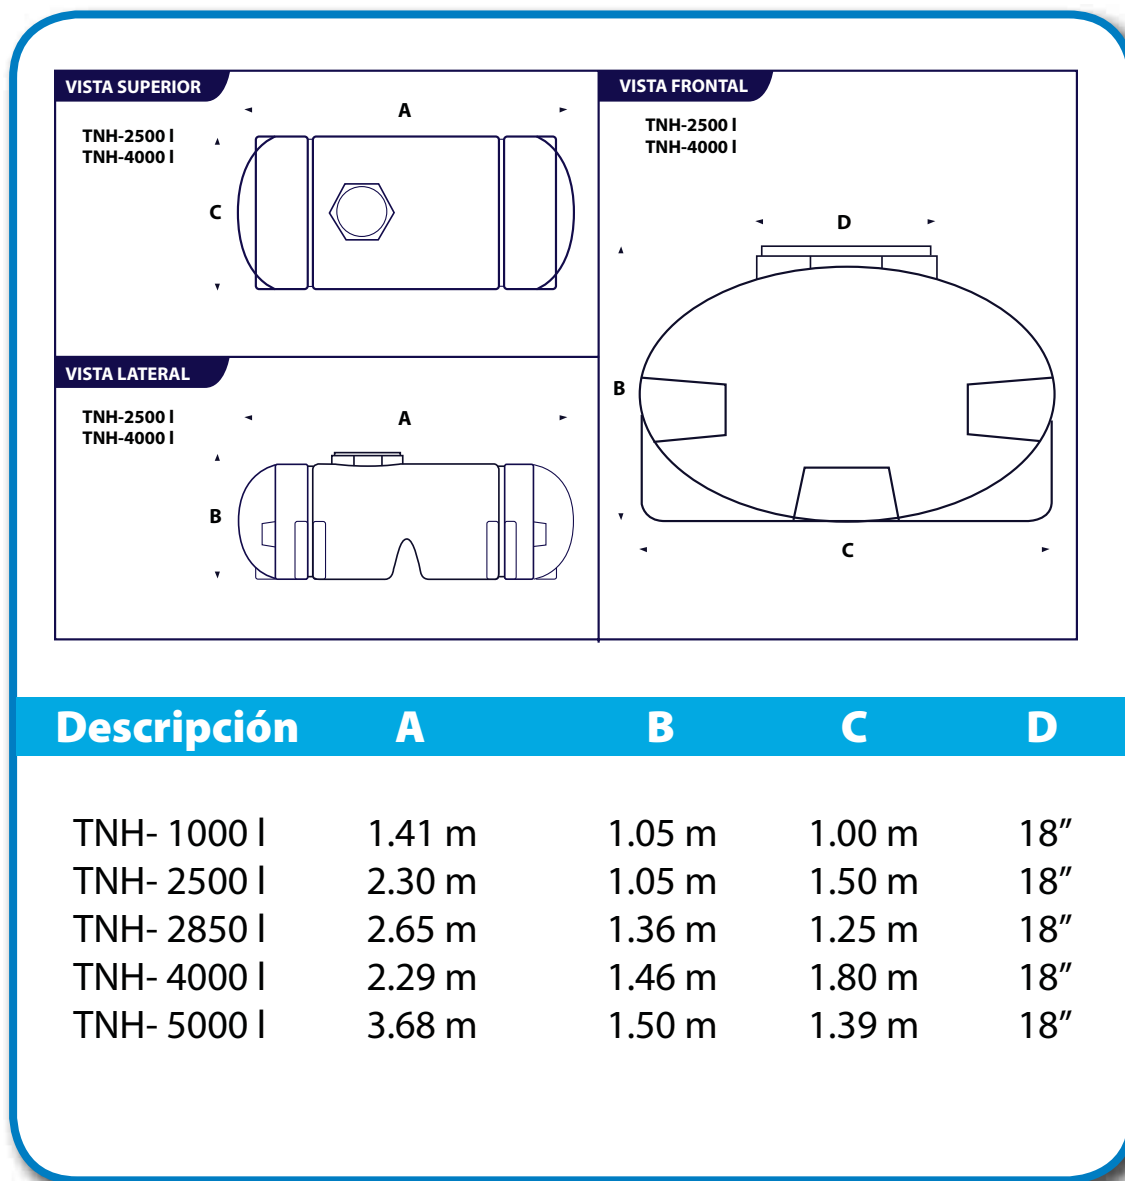 VISTA SUPERIOR
TNH-2500 l
TNH-4000 l
A
C
VISTA LATERAL
TNH-2500 l
TNH-4000 l
A
B
VISTA FRONTAL
TNH-2500 l
TNH-4000 l
D
B
C
Descripción A B C D
TNH- 1000 l 1.41 m 1.05 m 1.00 m 18”
TNH- 2500 l 2.30 m 1.05 m 1.50 m 18”
TNH- 2850 l 2.65 m 1.36 m 1.25 m 18”
TNH- 4000 l 2.29 m 1.46 m 1.80 m 18”
TNH- 5000 l 3.68 m 1.50 m 1.39 m 18”